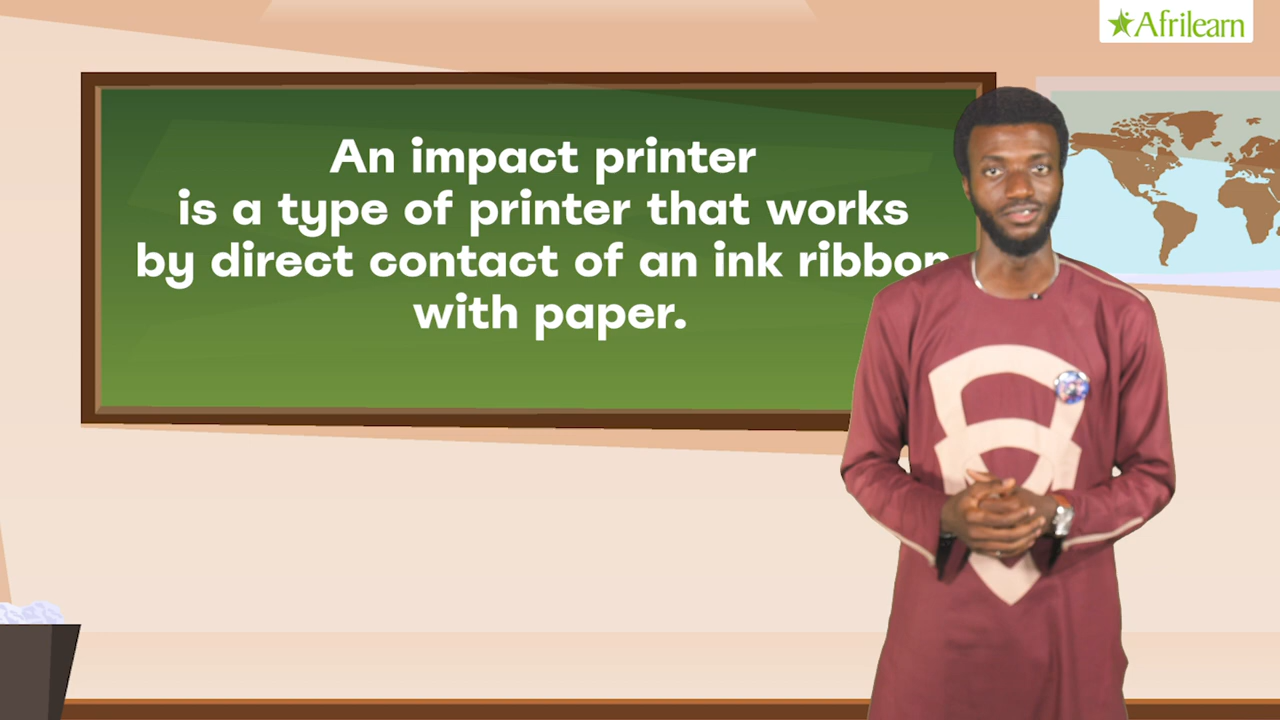 Afrilearn
An impact printer
is a type of printer that works
by direct contact of an ink ribbon
with paper.